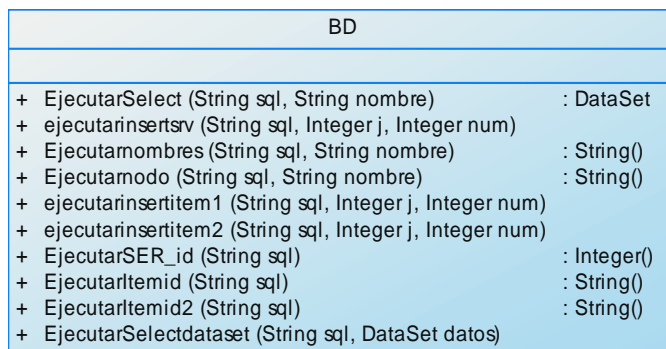 BD
+ EjecutarSelect (String sql, String nombre) : DataSet
+ ejecutarinsertsrv (String sql, Integer j, Integer num)
+ Ejecutarnombres (String sql, String nombre) : String()
+ Ejecutarnodo (String sql, String nombre) : String()
+ ejecutarinsertitem1 (String sql, Integer j, Integer num)
+ ejecutarinsertitem2 (String sql, Integer j, Integer num)
+ EjecutarSER_id (String sql) : Integer()
+ EjecutarItemid (String sql) : String()
+ EjecutarItemid2 (String sql) : String()
+ EjecutarSelectdataset (String sql, DataSet datos)